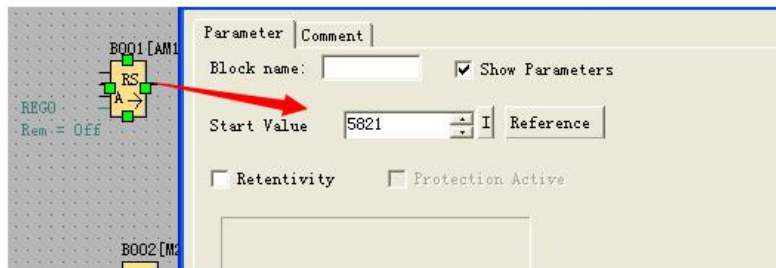 B001[AM1
RS
A→
REG0
Rem = Off
B002[M2
Parameter
Comment
Block name:
Show Parameters
Start Value 5821 I Reference
Retentivity
Protection Active